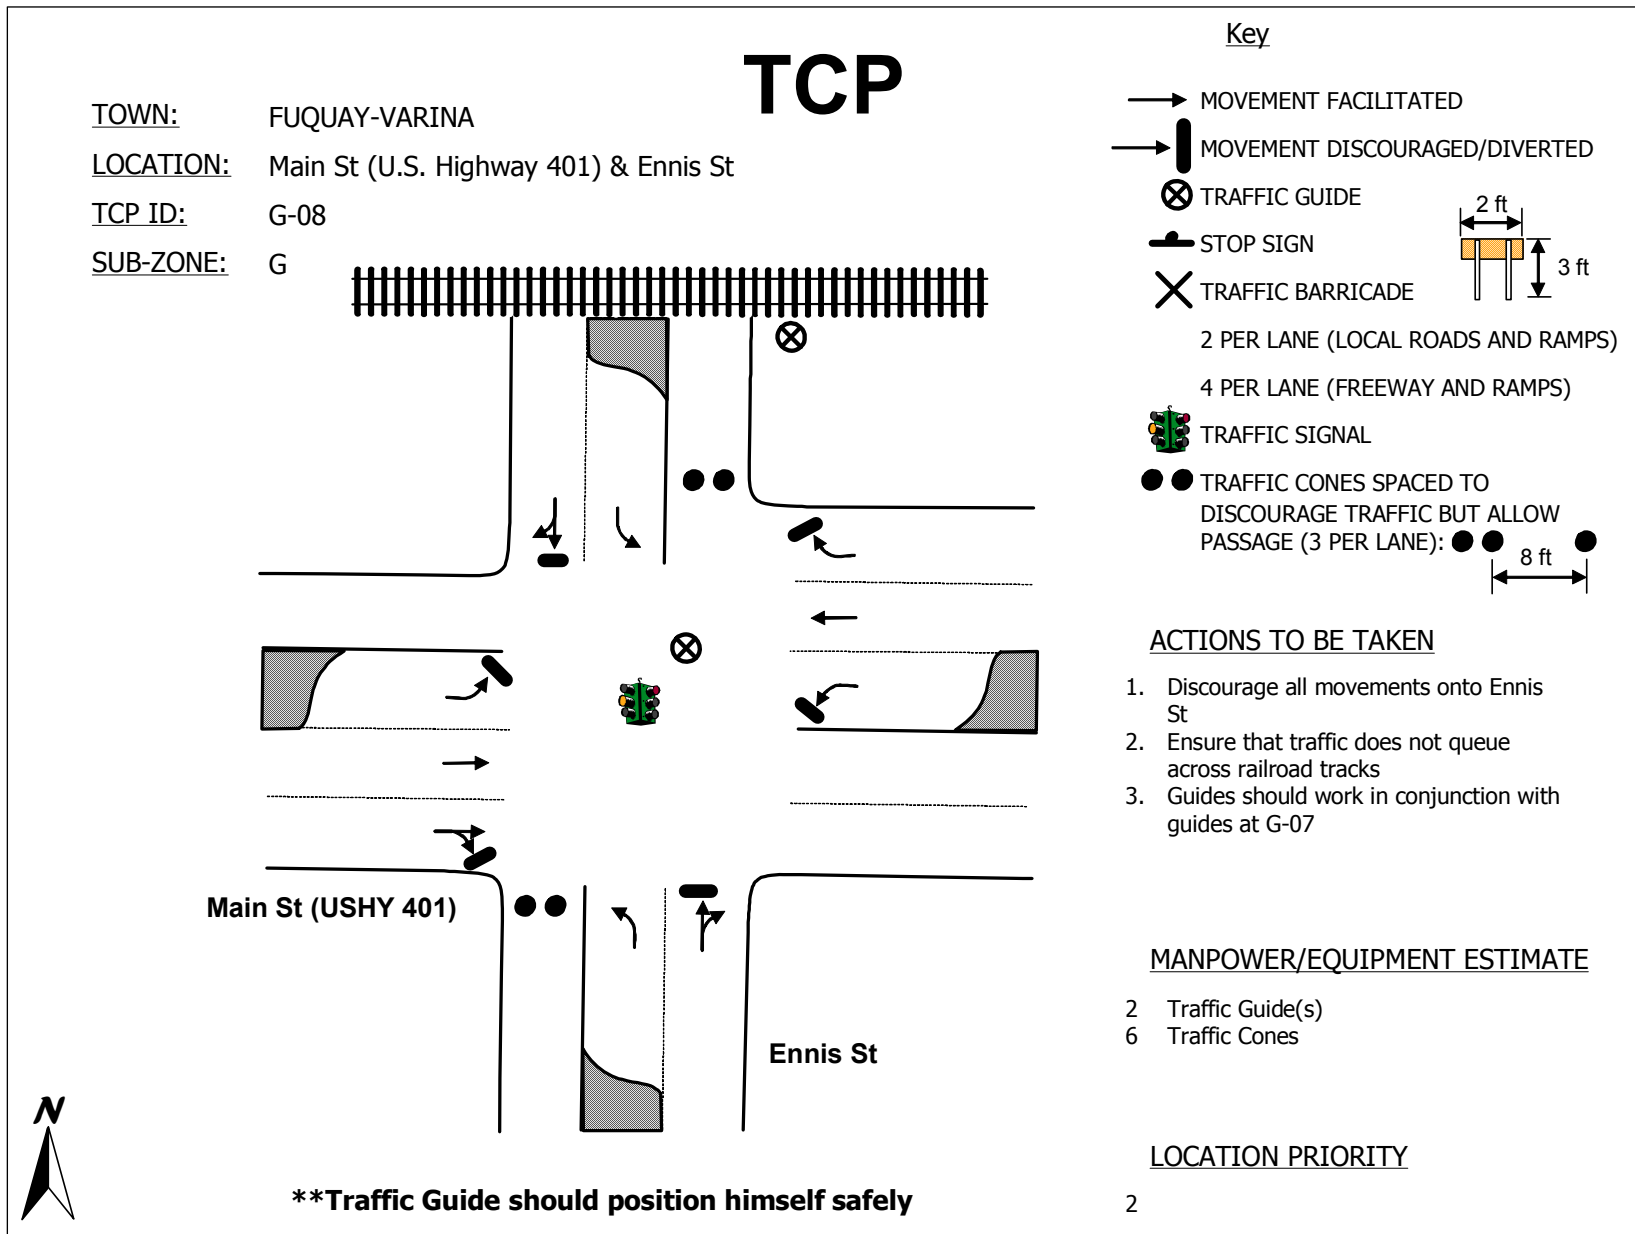 TCP
TOWN: FUQUAY-VARINA
LOCATION: Main St (U.S. Highway 401) & Ennis St
TCP ID: G-08
SUB-ZONE: G
Key
MOVEMENT FACILITATED
MOVEMENT DISCOURAGED/DIVERTED
TRAFFIC GUIDE
STOP SIGN
TRAFFIC BARRICADE
2 ft
3 ft
2 PER LANE (LOCAL ROADS AND RAMPS)
4 PER LANE (FREEWAY AND RAMPS)
TRAFFIC SIGNAL
TRAFFIC CONES SPACED TO
DISCOURAGE TRAFFIC BUT ALLOW
PASSAGE (3 PER LANE):
8 ft
ACTIONS TO BE TAKEN
1. Discourage all movements onto Ennis
St
2. Ensure that traffic does not queue
across railroad tracks
3. Guides should work in conjunction with
guides at G-07
Main St (USHY 401)
Ennis St
MANPOWER/EQUIPMENT ESTIMATE
2 Traffic Guide(s)
6 Traffic Cones
LOCATION PRIORITY
2
N
**Traffic Guide should position himself safely